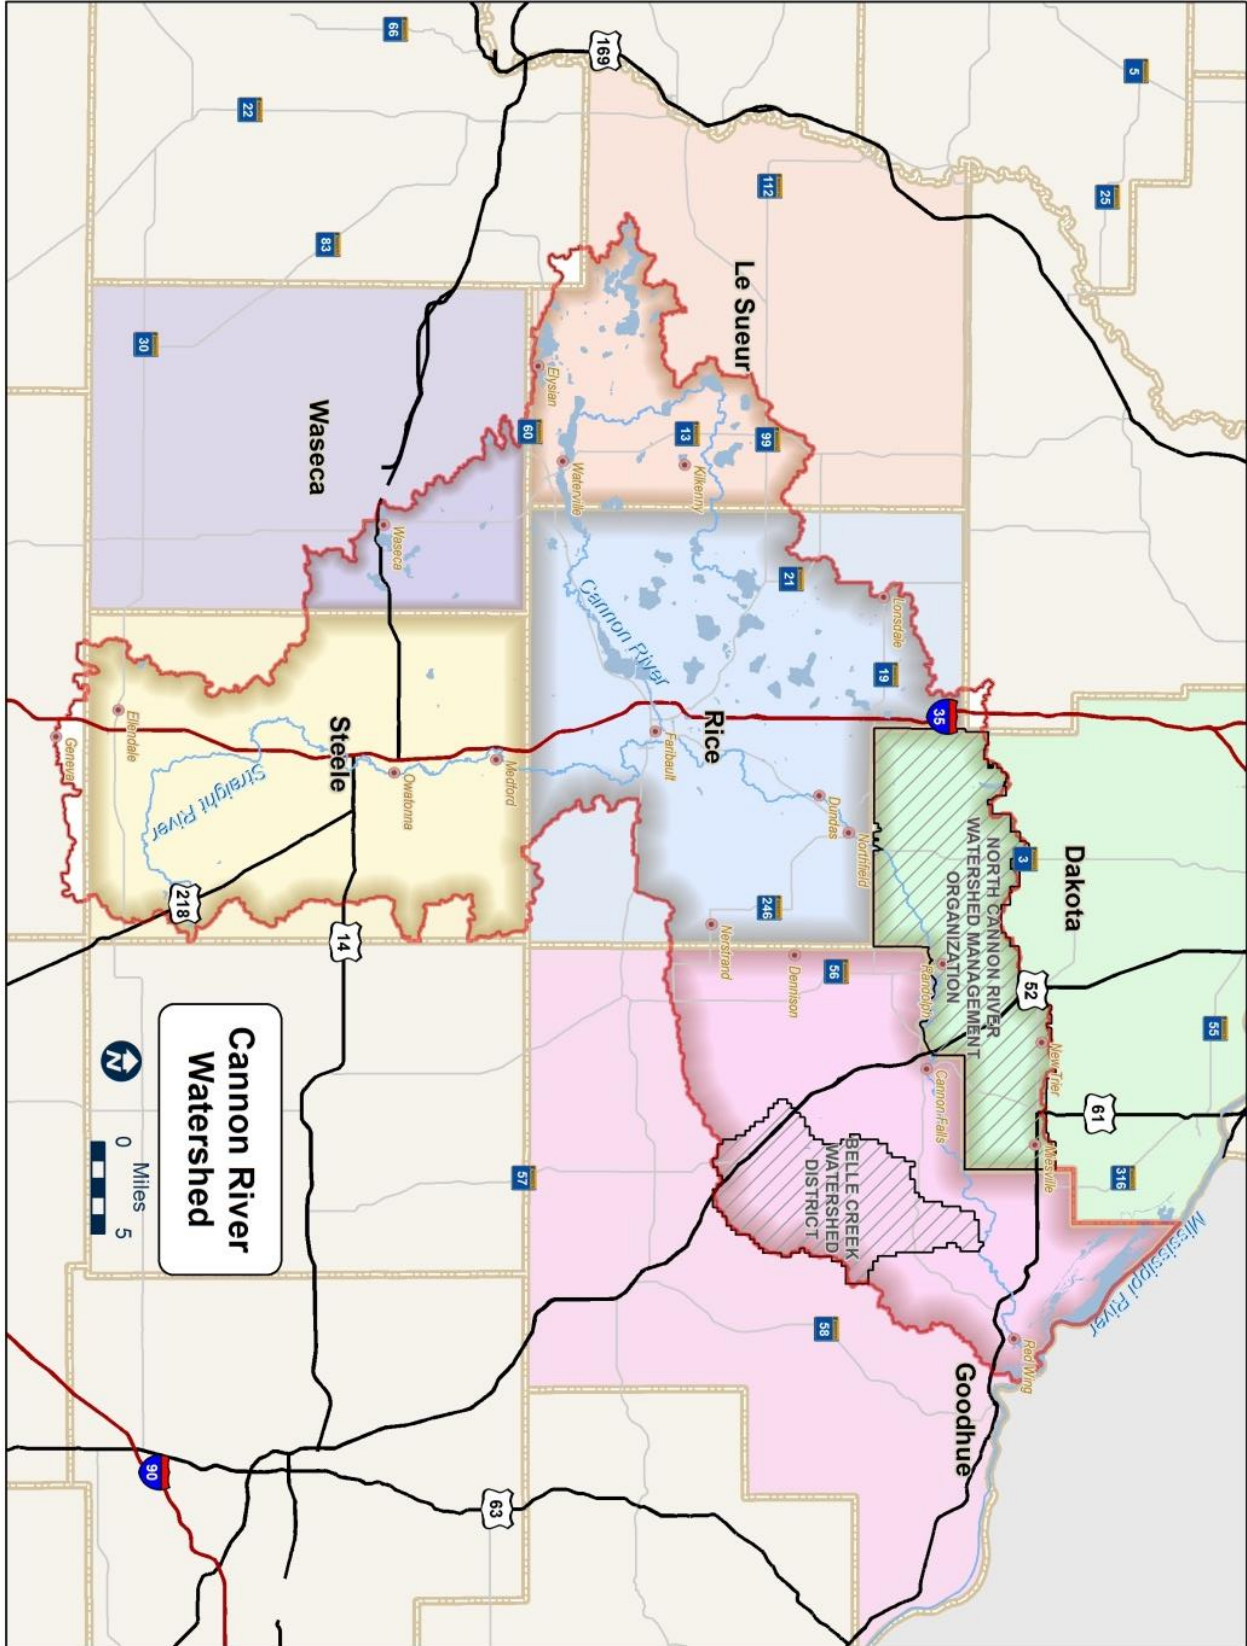 55
Mississippi River
5
316
25
61
Dakota
New Trier
Miesville
3
52
Red Wing
NORTH CANNON RIVER
WATERSHED MANAGEMENT
ORGANIZATION
Goodhue
35
Randolph
Cannon Falls
Lonsdale
19
Northfield
Dundas
BELLE CREEK
WATERSHED
DISTRICT
56
58
21
Dennison
112
99
246
Le Sueur
Rice
Nerstrand
13
Kilkenny
Faribault
Cannon River
169
Waterville
Elysian
60
57
Medford
63
66
Waseca
Owatonna
14
Steele
83
Waseca
22
Straight River
Cannon River
Watershed
218
90
30
N
0
Miles
5
Ellendale
Geneva